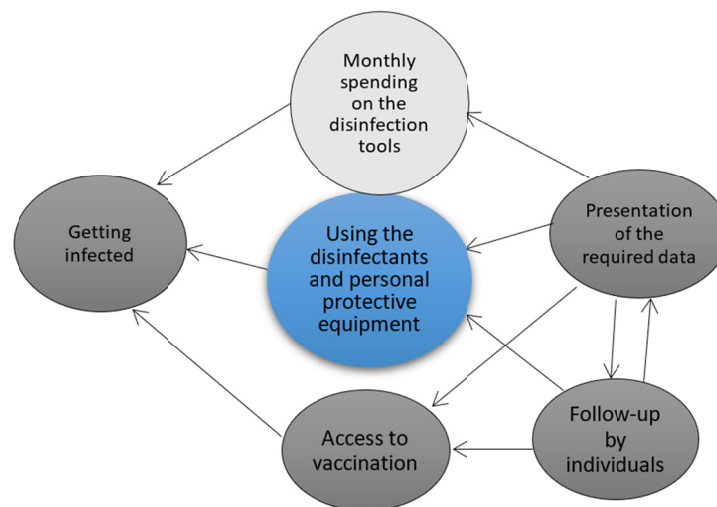 Monthly
spending
on the
disinfection
tools
Getting
infected
Using the
disinfectants
and personal
protective
equipment
Presentation
of the
required data
Access to
vaccination
Follow-up
by
individuals